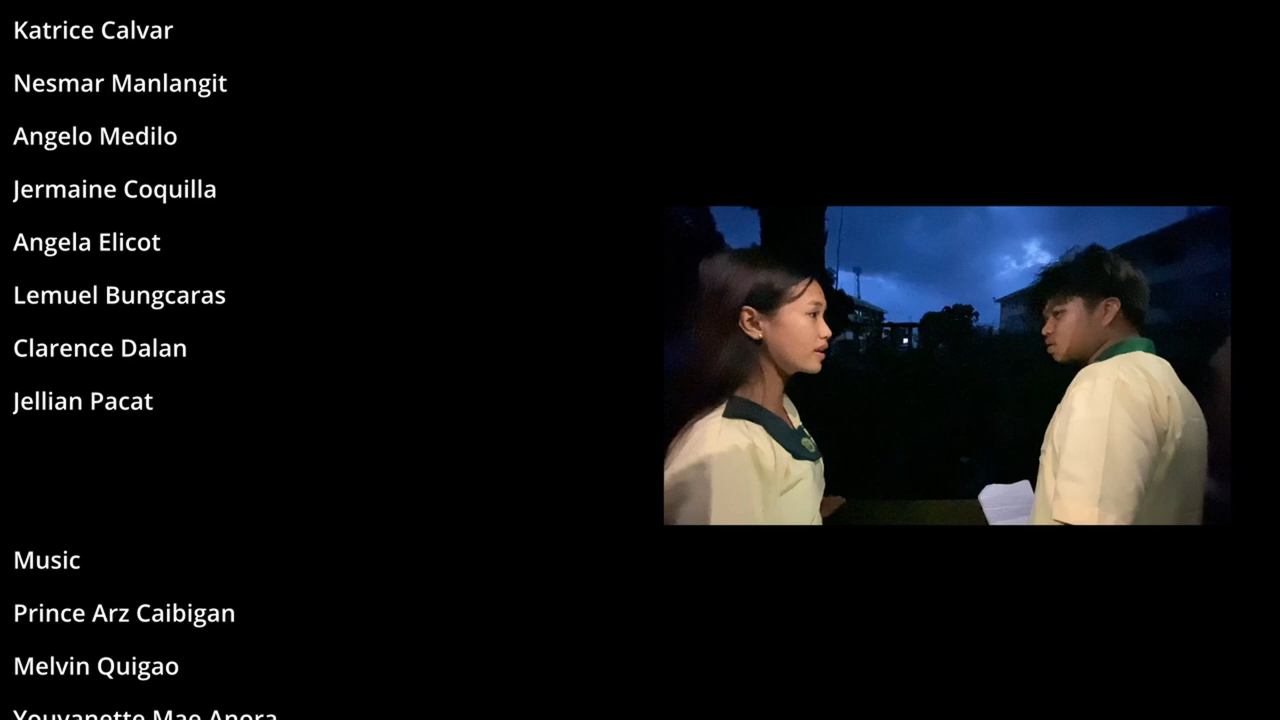 Katrice Calvar
Nesmar Manlangit
Angelo Medilo
Jermaine Coquilla
Angela Elicot
Lemuel Bungcaras
Clarence Dalan
Jellian Pacat
Music
Prince Arz Caibigan
Melvin Quigao